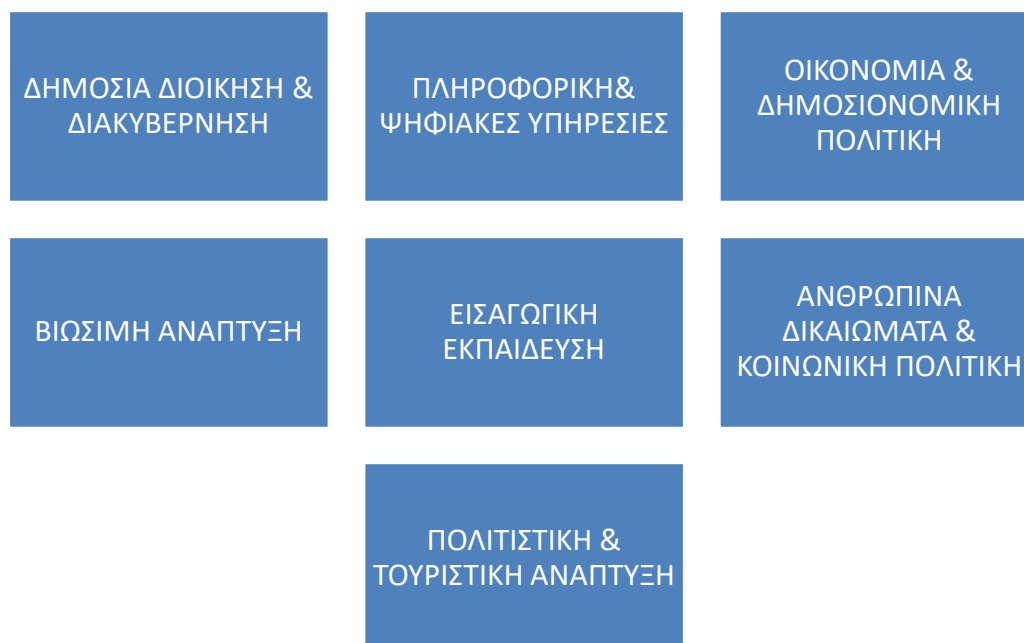 ΔΗΜΟΣΙΑ ΔΙΟΙΚΗΣΗ &
ΔΙΑΚΥΒΕΡΝΗΣΗ
ΠΛΗΡΟΦΟΡΙΚΗ&
ΨΗΦΙΑΚΕΣ ΥΠΗΡΕΣΙΕΣ
ΟΙΚΟΝΟΜΙΑ &
ΔΗΜΟΣΙΟΝΟΜΙΚΗ
ΠΟΛΙΤΙΚΗ
ΒΙΩΣΙΜΗ ΑΝΑΠΤΥΞΗ
ΕΙΣΑΓΩΓΙΚΗ
ΕΚΠΑΙΔΕΥΣΗ
ΑΝΘΡΩΠΙΝΑ
ΔΙΚΑΙΩΜΑΤΑ &
ΚΟΙΝΩΝΙΚΗ ΠΟΛΙΤΙΚΗ
ΠΟΛΙΤΙΣΤΙΚΗ &
ΤΟΥΡΙΣΤΙΚΗ ΑΝΑΠΤΥΞΗ